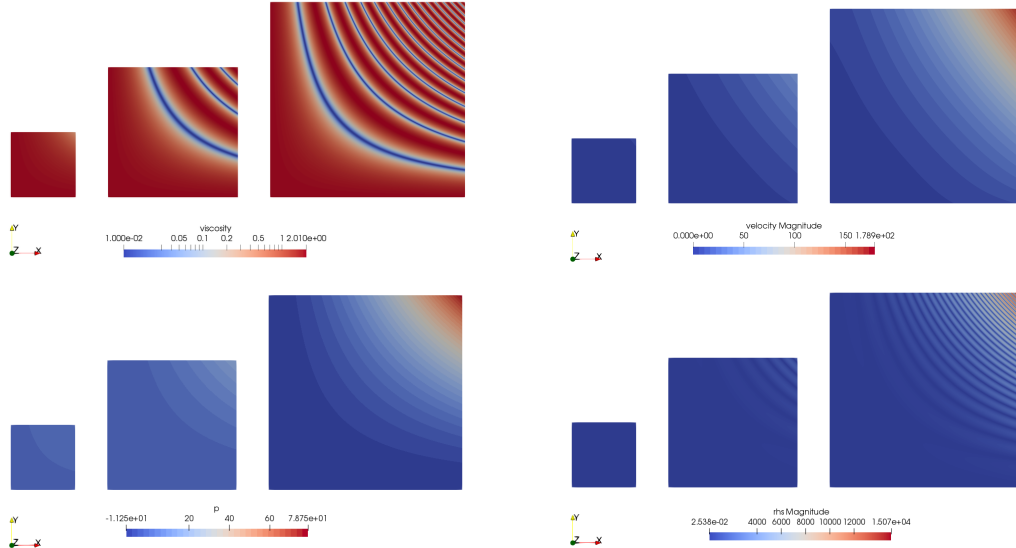 viscosity
1.000e-02 0.05 0.1 0.2 0.5 1 2.010e+00
Y
Z X
velocity Magnitude
0.000e+00 50 100 150 1.789e+02
Y
Z X
p
-1.125e+01 20 40 60 7.875e+01
Y
Z X
rhs Magnitude
2.538e-02 4000 6000 8000 10000 12000 1.507e+04
Y
Z X